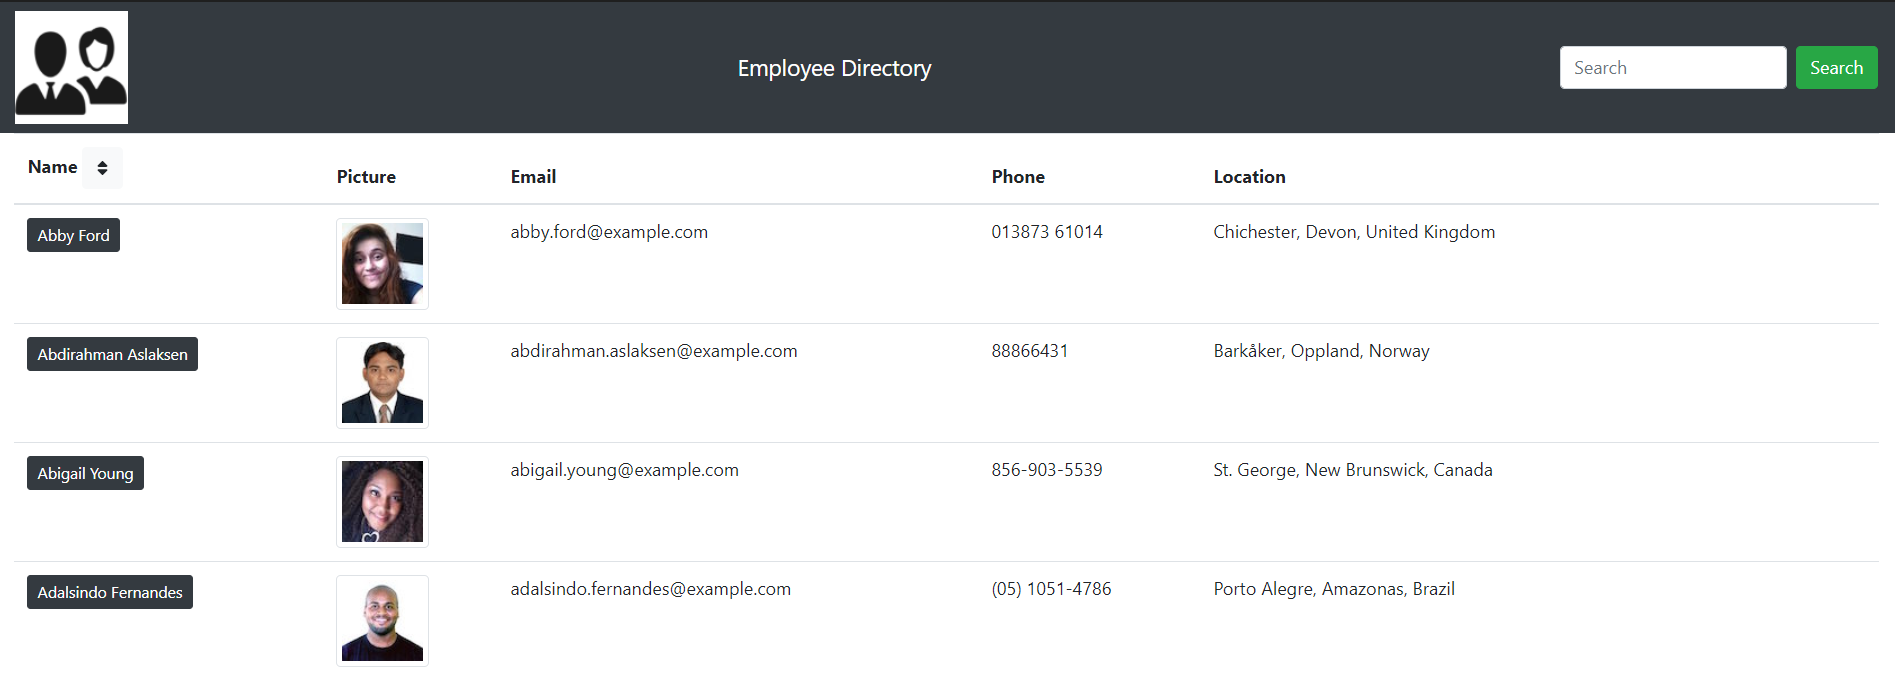 Employee Directory
Search
Search
Name
Picture
Email
Phone
Location
Abby Ford
abby.ford@example.com
013873 61014
Chichester, Devon, United Kingdom
Abdirahman Aslaksen
abdirahman.aslaksen@example.com
88866431
Barkåker, Oppland, Norway
Abigail Young
abigail.young@example.com
856-903-5539
St. George, New Brunswick, Canada
Adalsindo Fernandes
adalsindo.fernandes@example.com
(05) 1051-4786
Porto Alegre, Amazonas, Brazil